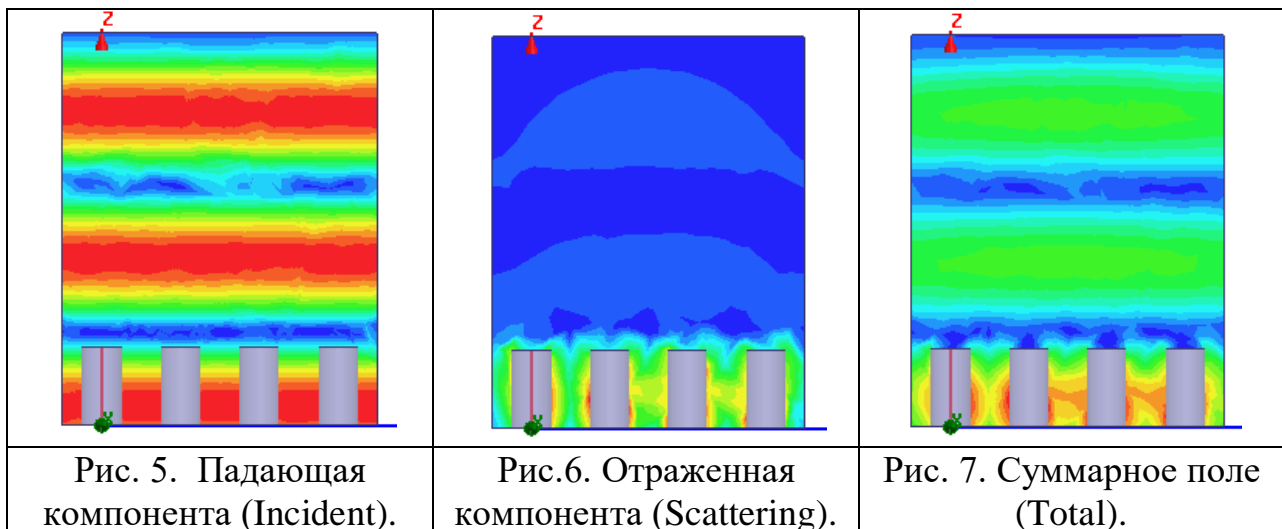 Z
Z
Z
Y
Y
Рис. 5. Падающая
компонента (Incident).
Рис.6. Отраженная
компонента (Scattering).
Рис. 7. Суммарное поле
(Total).